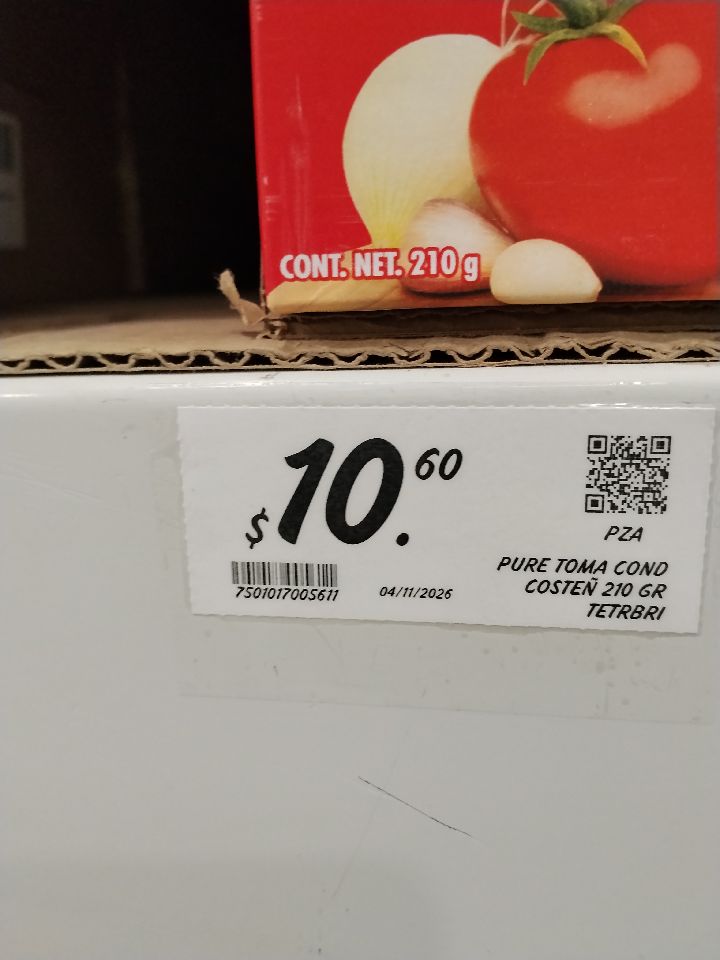 CONT. NET. 210 g
$10.60
PZA
PURE TOMA COND
COSTEÑ 210 GR
TETRBRI
7501017005611
04/11/2026